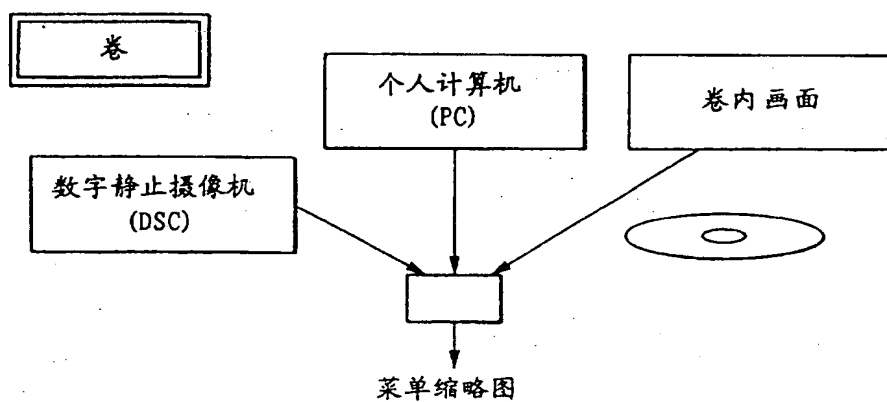 卷
个人计算机
(PC)
卷内画面
数字静止摄像机
(DSC)
菜单缩略图